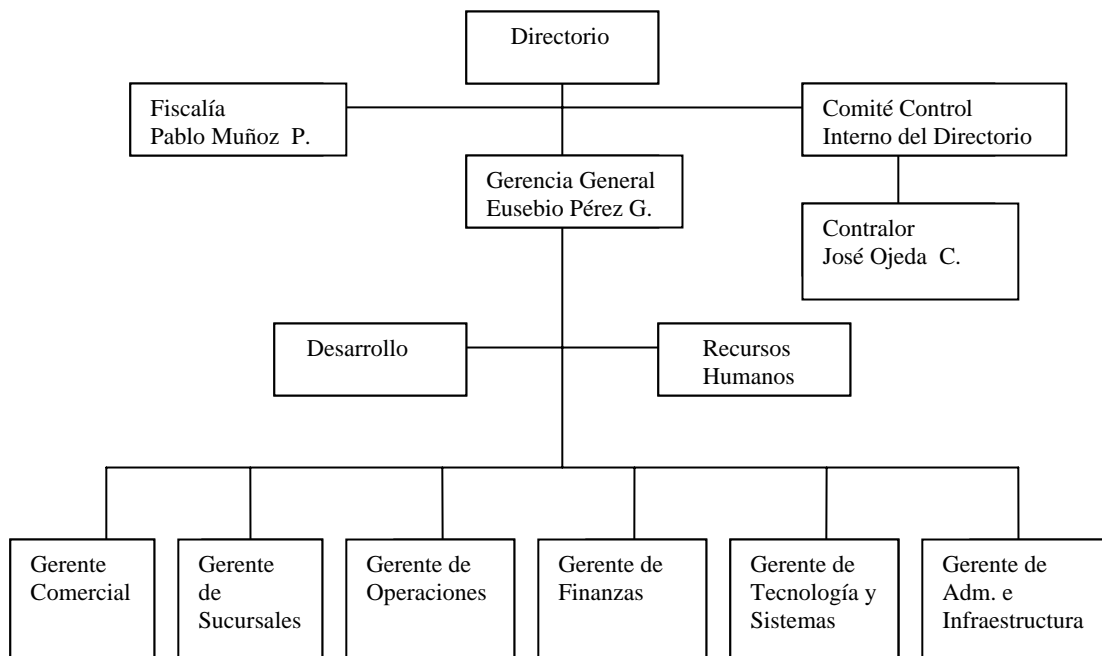 Directorio
Fiscalía
Pablo Muñoz  P.
Comité Control
Interno del Directorio
Gerencia General
Eusebio Pérez G.
Contralor
José Ojeda  C.
Desarrollo
Recursos
Humanos
Gerente
Comercial
Gerente
de
Sucursales
Gerente de
Operaciones
Gerente de
Finanzas
Gerente de
Tecnología y
Sistemas
Gerente de
Adm. e
Infraestructura